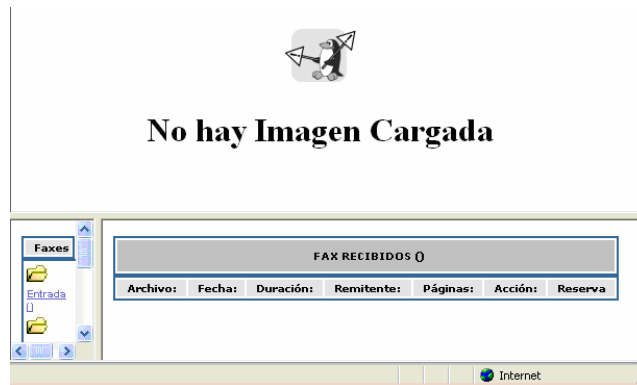 No hay Imagen Cargada
Faxes
Entrada
()
FAX RECIBIDOS ()
Archivo: Fecha: Duración: Remitente: Páginas: Acción: Reserva
Internet